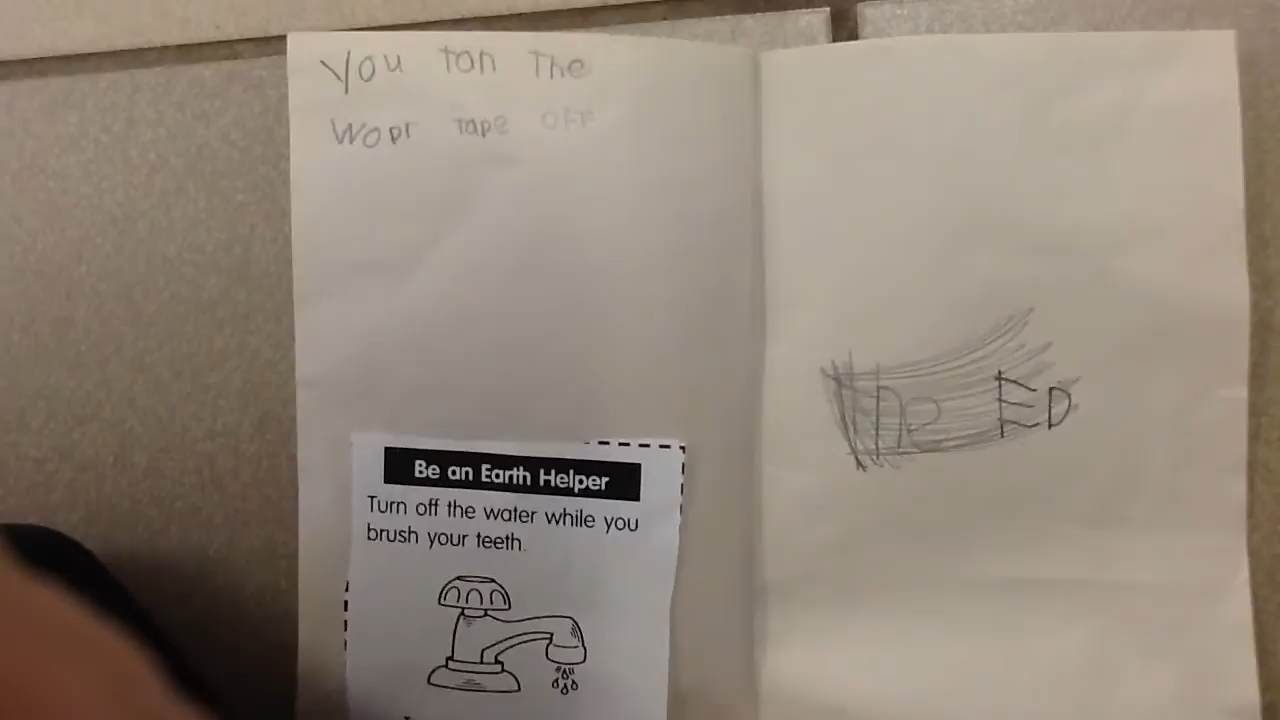 You ton The
Wopr tape off
Be an Earth Helper
Turn off the water while you
brush your teeth.
The ED